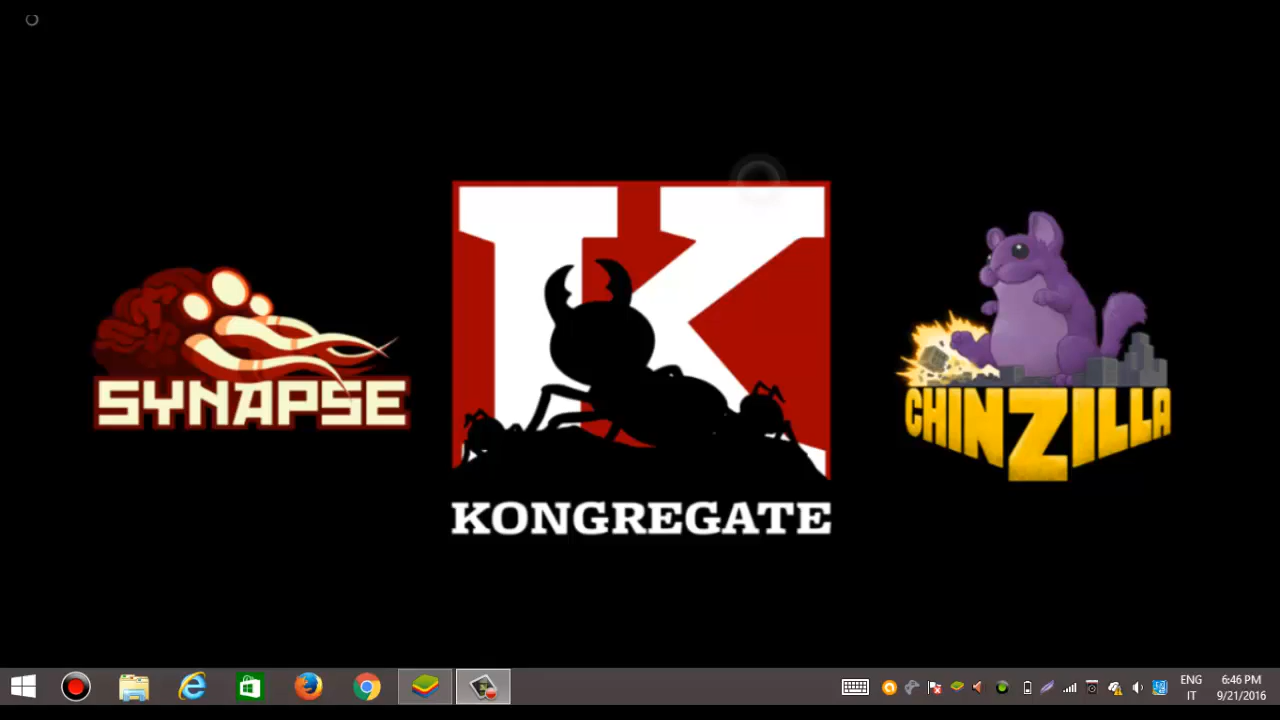 SYNAPSE
KONGREGATE
CHINZILLA
ENG
IT
6:46 PM
9/21/2016